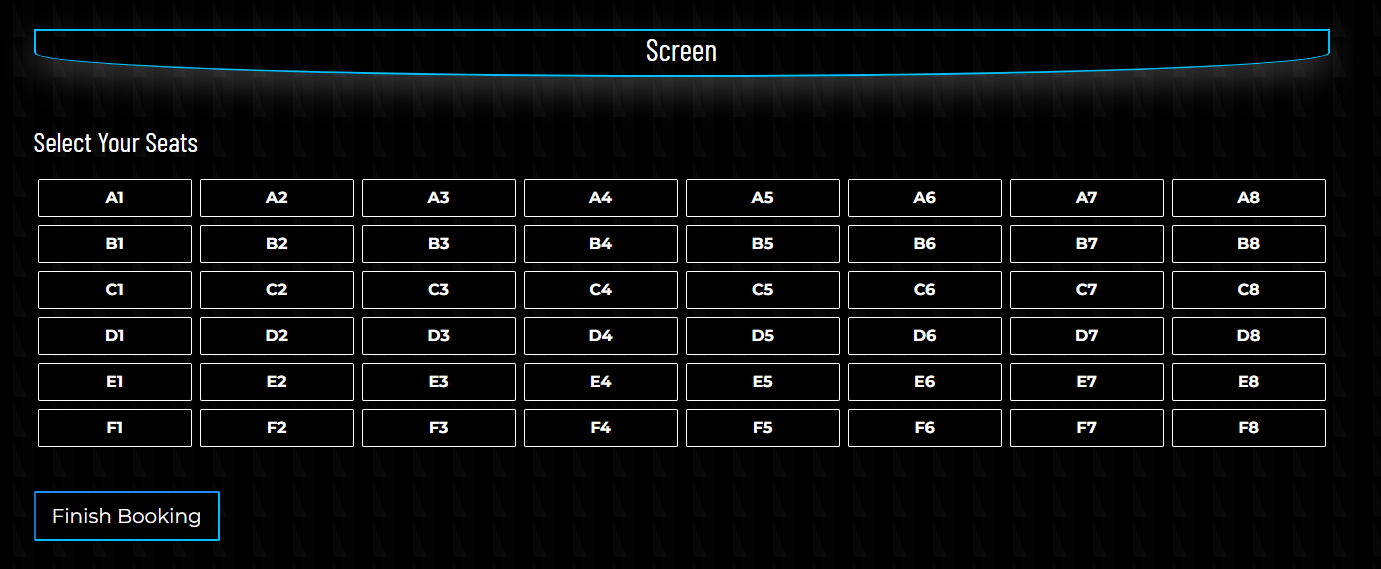 Screen
Select Your Seats
A1 A2 A3 A4 A5 A6 A7 A8
B1 B2 B3 B4 B5 B6 B7 B8
C1 C2 C3 C4 C5 C6 C7 C8
D1 D2 D3 D4 D5 D6 D7 D8
E1 E2 E3 E4 E5 E6 E7 E8
F1 F2 F3 F4 F5 F6 F7 F8
Finish Booking